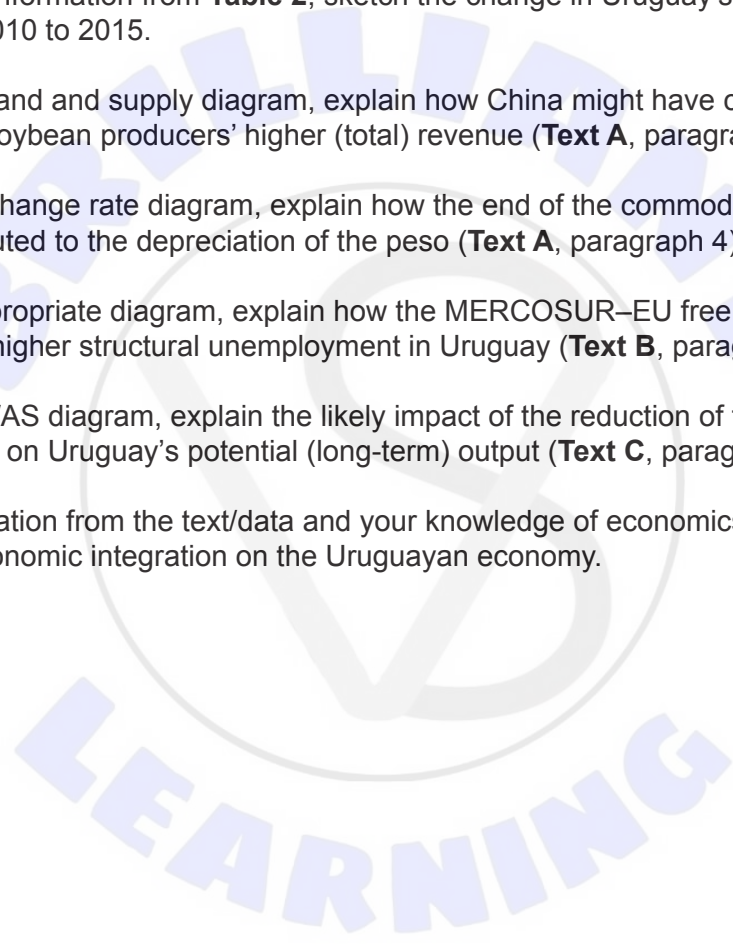 nformation from Table 2, sketch the change in Uruguay's
010 to 2015.
and and supply diagram, explain how China might have c
oybean producers' higher (total) revenue (Text A, paragra
change rate diagram, explain how the end of the commod
uted to the depreciation of the peso (Text A, paragraph 4)
propriate diagram, explain how the MERCOSUR–EU free
higher structural unemployment in Uruguay (Text B, parag
/AS diagram, explain the likely impact of the reduction of
on Uruguay's potential (long-term) output (Text C, parag
ation from the text/data and your knowledge of economics
onomic integration on the Uruguayan economy.
BRILLIAN
VS
LEARNING